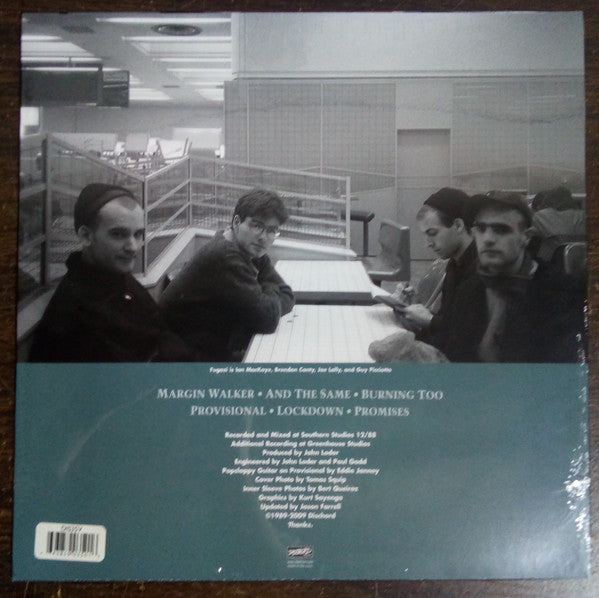 Fugazi is Ian MacKaye, Brendan Canty, Joe Lally, and Guy Picciotto
MARGIN WALKER • AND THE SAME • BURNING TOO
PROVISIONAL • LOCKDOWN • PROMISES
Recorded and Mixed at Southern Studios 12/88
Additional Recording at Greenhouse Studios
Produced by John Loder
Engineered by John Loder and Paul Gadd
Popsloppy Guitar on Provisional by Eddie Janney
Cover Photo by Tomas Squip
Inner Sleeve Photos by Bert Queiroz
Graphics by Kurt Sayenga
Updated by Jason Farrell
©1989-2009 Dischord
Thanks.
DIS35V